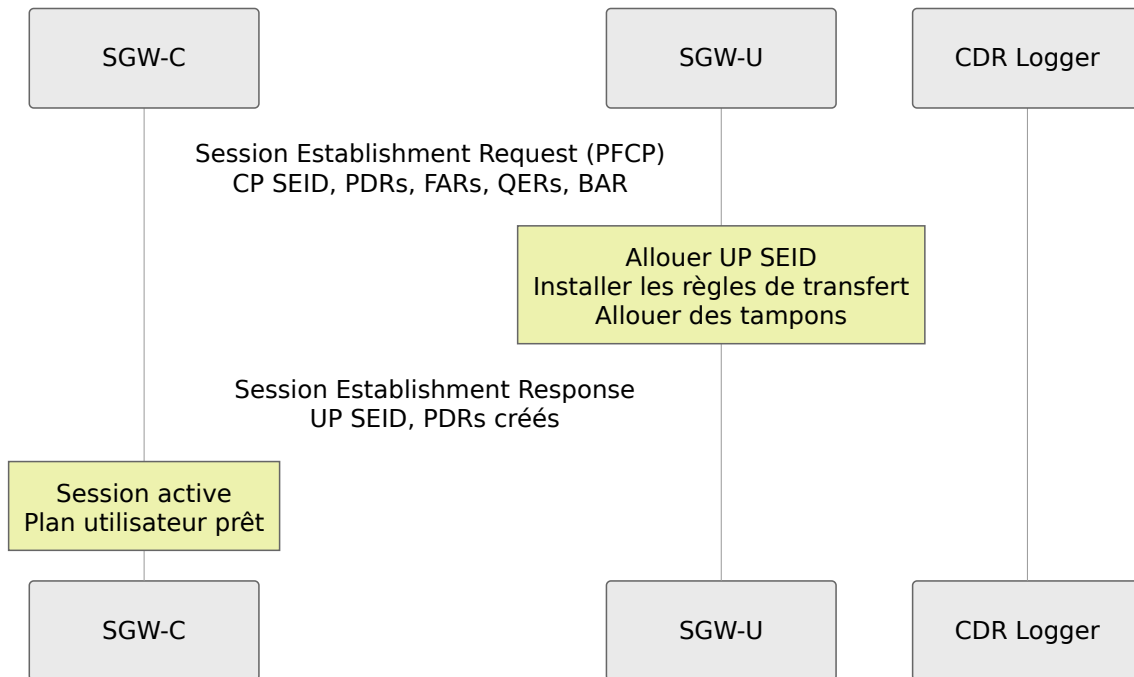 SGW-C
SGW-U
CDR Logger
Session Establishment Request (PFCP)
CP SEID, PDRs, FARs, QERs, BAR
Allouer UP SEID
Installer les règles de transfert
Allouer des tampons
Session Establishment Response
UP SEID, PDRs créés
Session active
Plan utilisateur prêt
SGW-C
SGW-U
CDR Logger